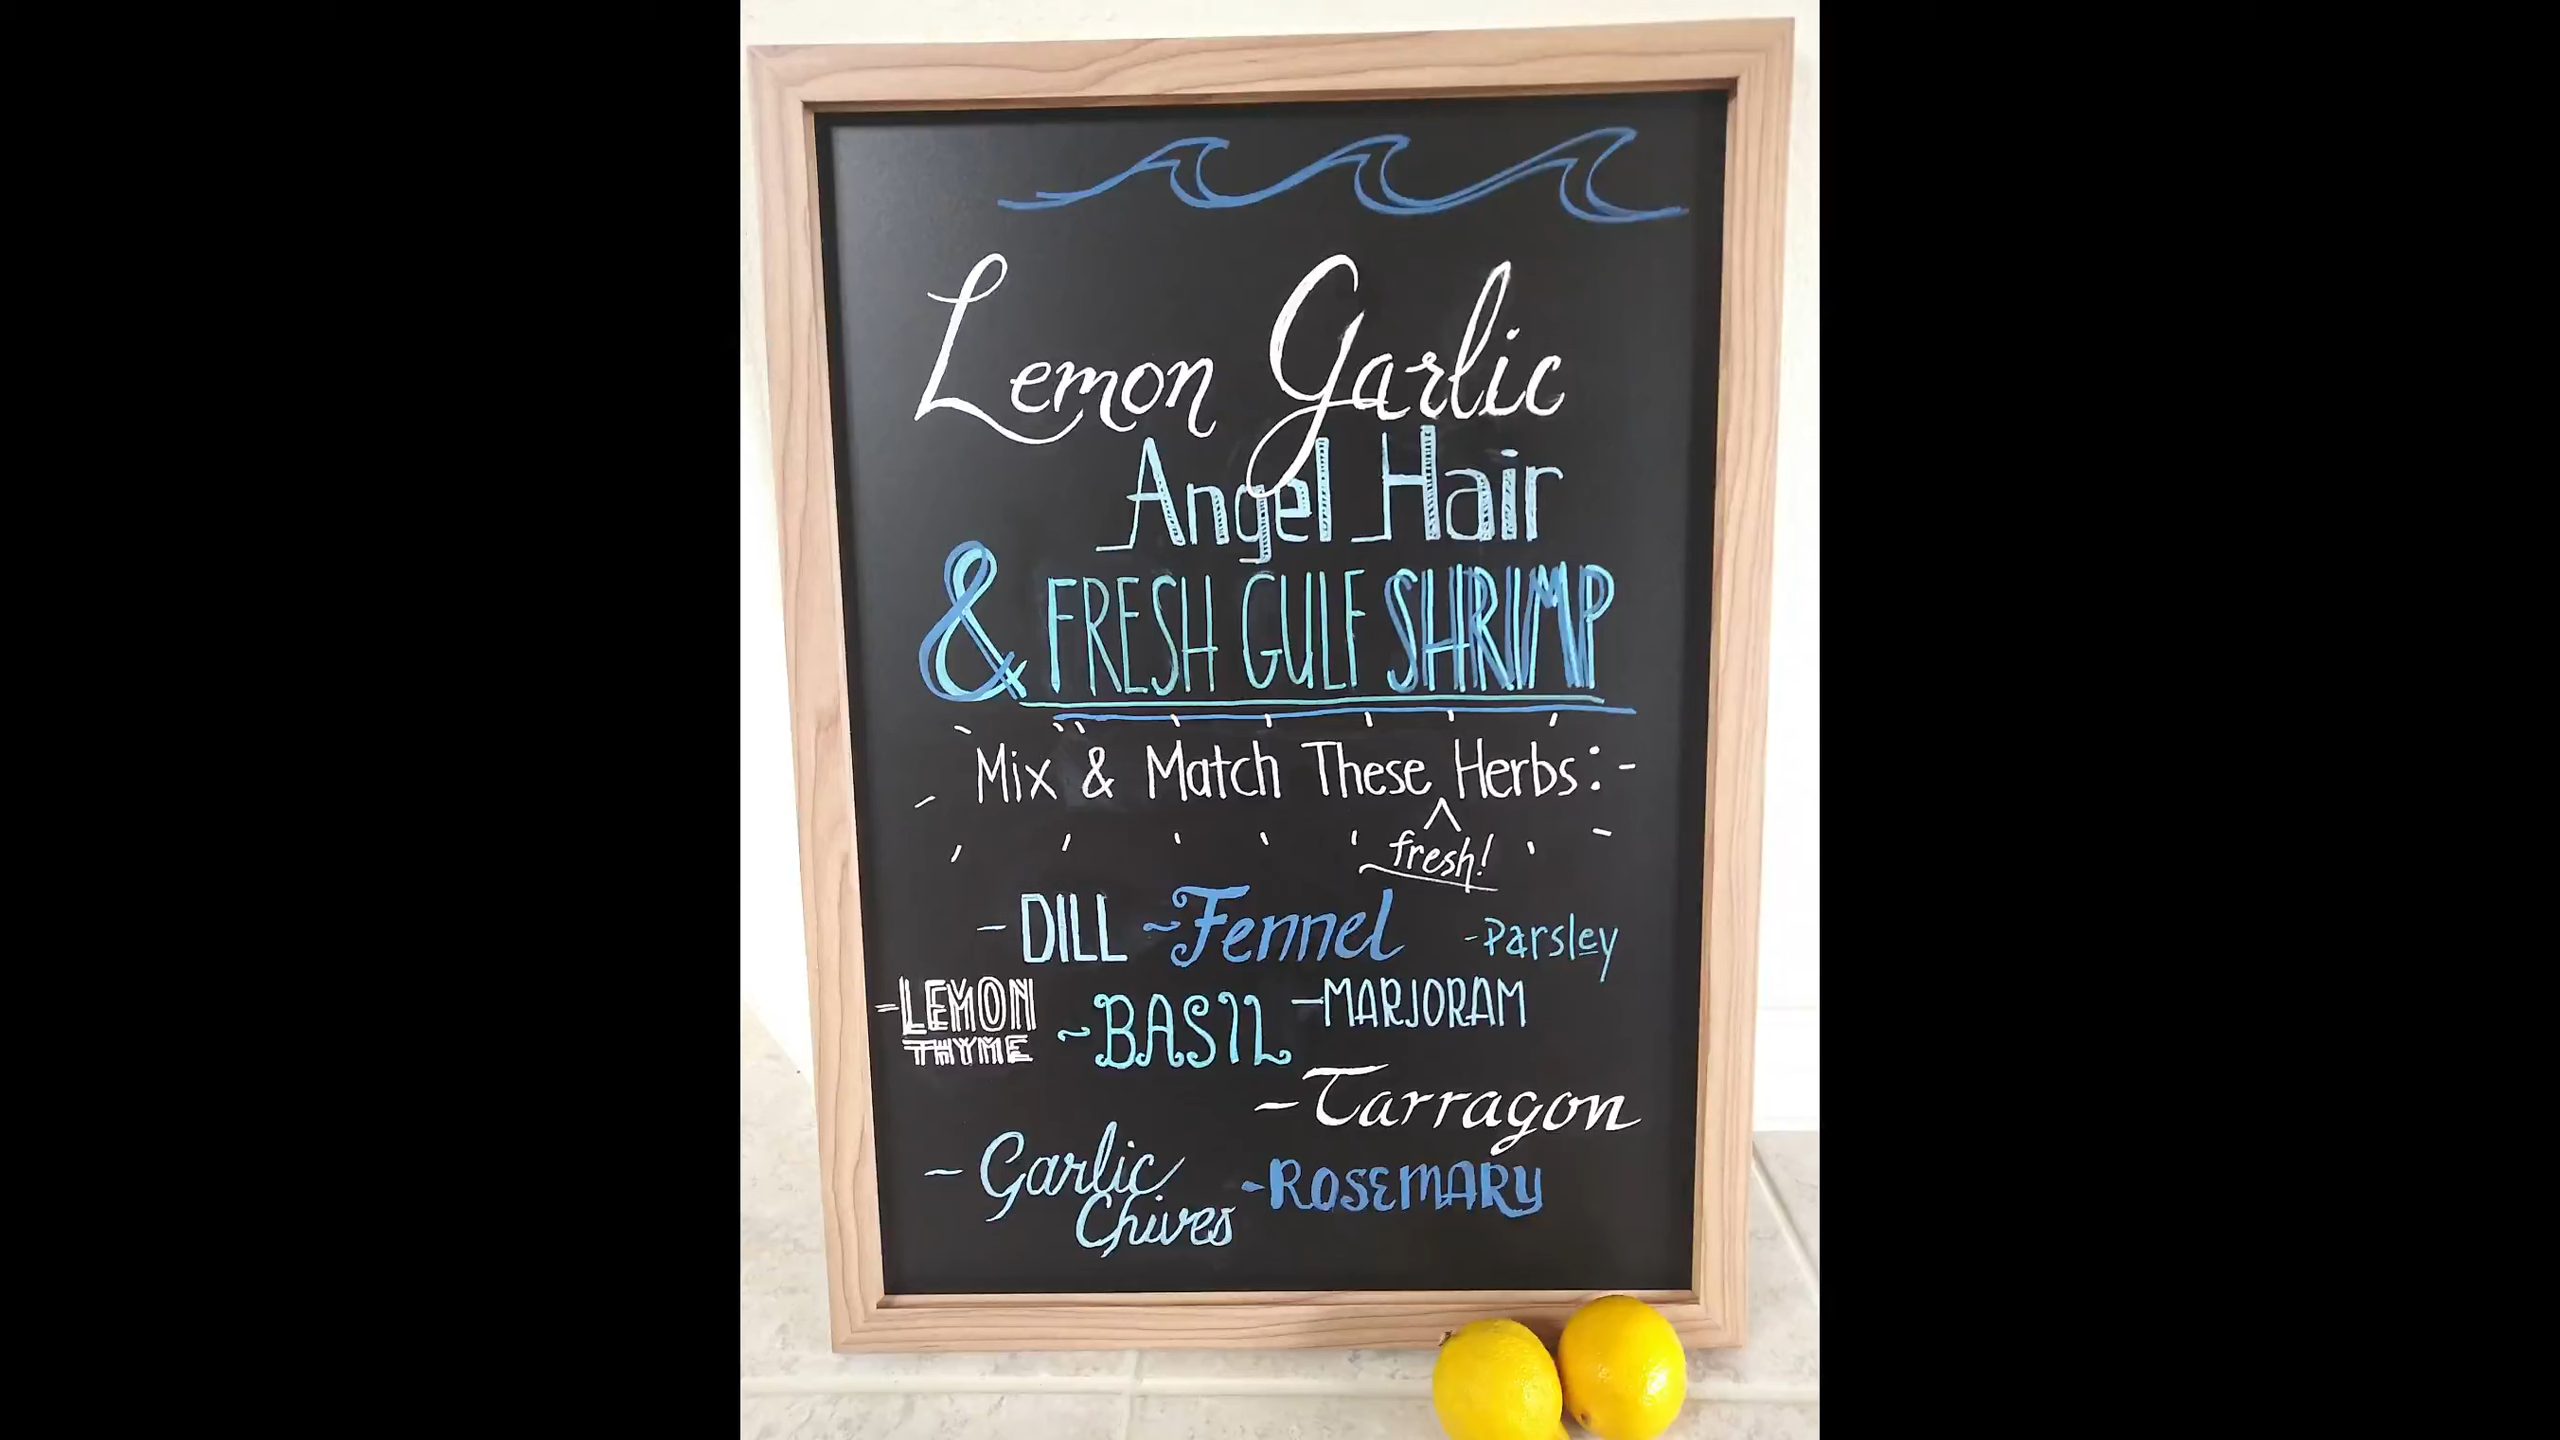 Lemon Garlic
Angel Hair
& FRESH GULF SHRIMP
Mix & Match These Herbs:
fresh!
- DILL ~Fennel -Parsley
-LEMON
THYME
~BASIL
-MARJORAM
-Tarragon
- Garlic
Chives
-ROSEMARY